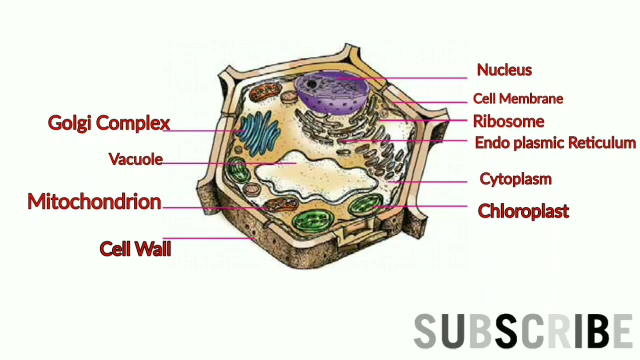 Nucleus
Cell Membrane
Golgi Complex
Ribosome
Endo plasmic Reticulum
Vacuole
Cytoplasm
Mitochondrion
Chloroplast
Cell Wall
SUBSCRIBE